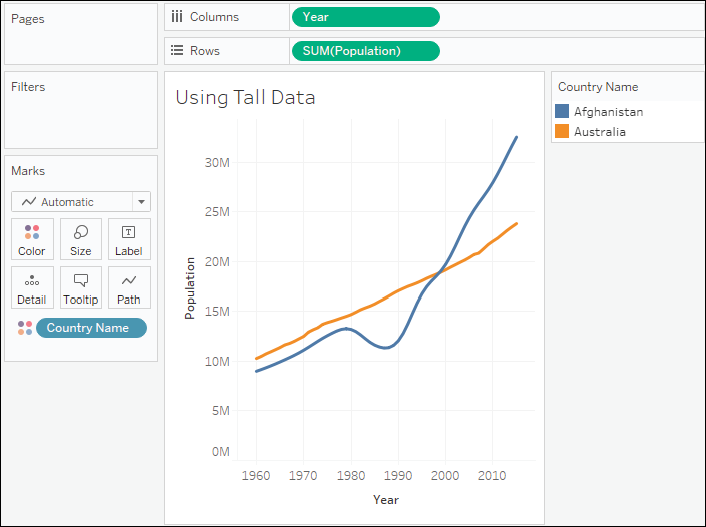 Pages
Columns
Year
Rows
SUM(Population)
Filters
Marks
Automatic
Color
Size
Label
Detail
Tooltip
Path
Country Name
Using Tall Data
30M
25M
20M
15M
10M
5M
0M
Population
1960 1970 1980 1990 2000 2010
Year
Country Name
Afghanistan
Australia